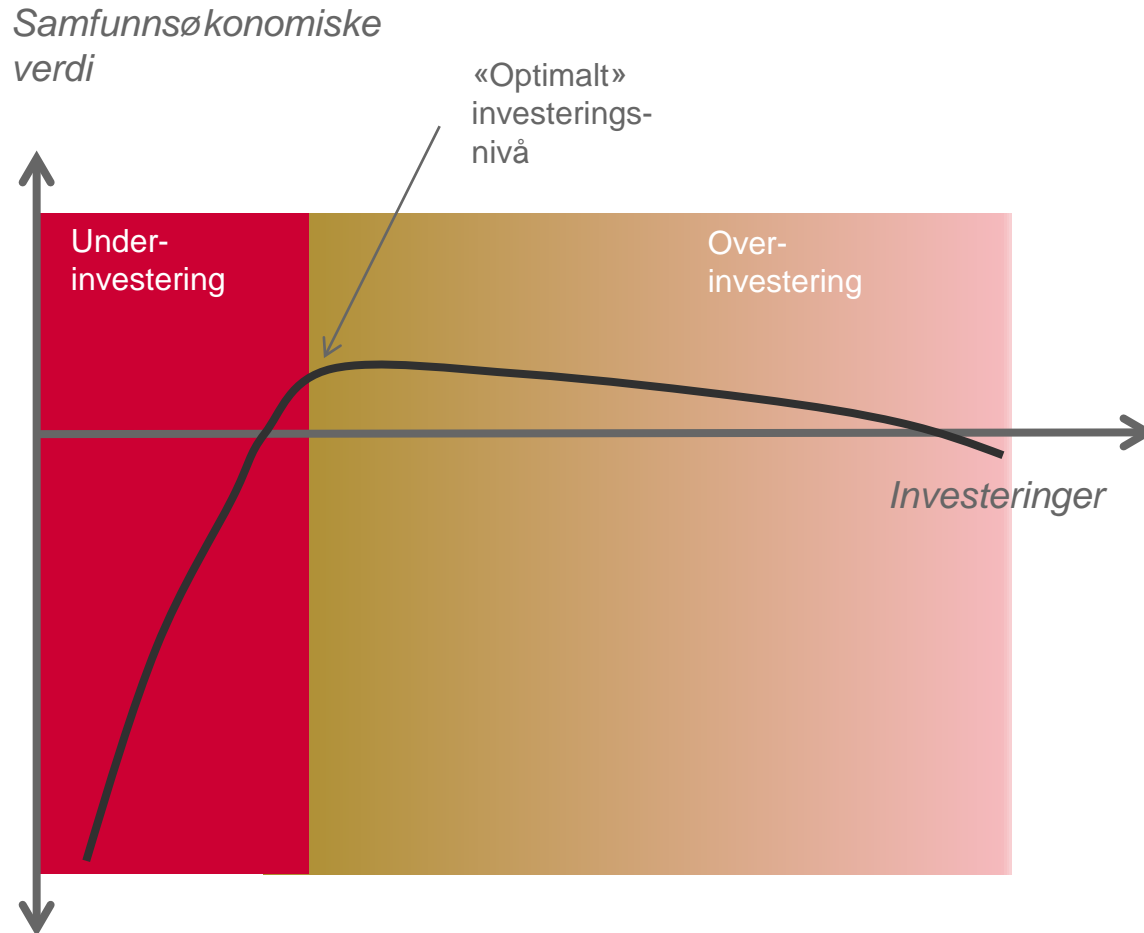 Samfunnsøkonomiske
verdi
«Optimalt»
investerings-
nivå
Under-
investering
Over-
investering
Investeringer